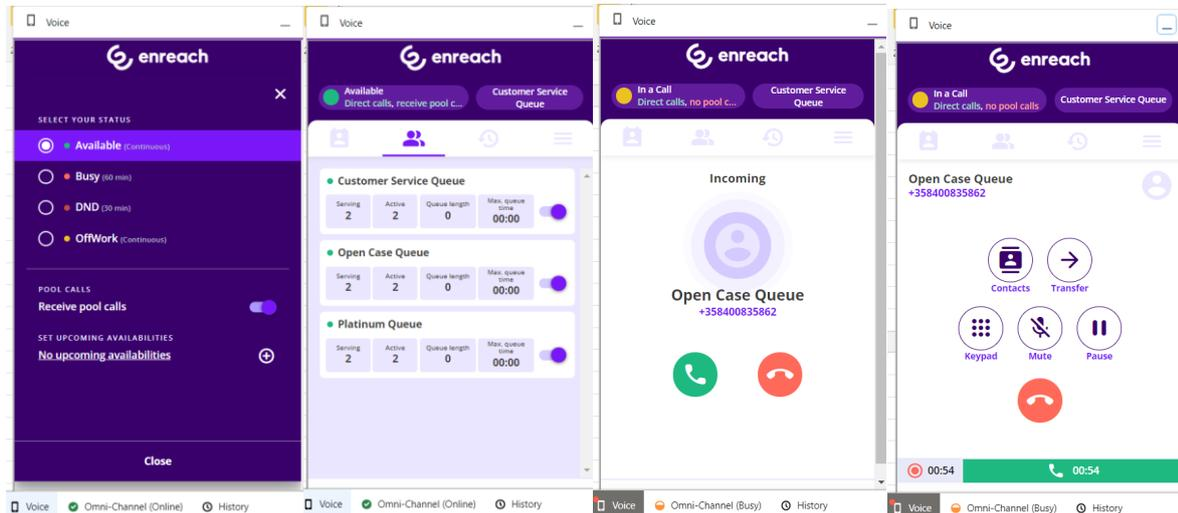 Voice
enreach
SELECT YOUR STATUS
Available (Continuous)
Busy (60 min)
DND (30 min)
OffWork (Continuous)
POOL CALLS
Receive pool calls
SET UPCOMING AVAILABILITIES
No upcoming availabilities
Close
Voice
Omni-Channel (Online)
History
Voice
enreach
Available
Direct calls, receive pool c...
Customer Service
Queue
Customer Service Queue
Serving
2
Active
2
Queue length
0
Max. queue
time
00:00
Open Case Queue
Serving
2
Active
2
Queue length
0
Max. queue
time
00:00
Platinum Queue
Serving
2
Active
2
Queue length
0
Max. queue
time
00:00
Voice
Omni-Channel (Online)
History
Voice
enreach
In a Call
Direct calls, no pool c...
Customer Service
Queue
Incoming
Open Case Queue
+358400835862
Voice
Omni-Channel (Busy)
History
Voice
enreach
In a Call
Direct calls, no pool calls
Customer Service Queue
Open Case Queue
+358400835862
Contacts
Transfer
Keypad
Mute
Pause
00:54
00:54
Voice
Omni-Channel (Busy)
History